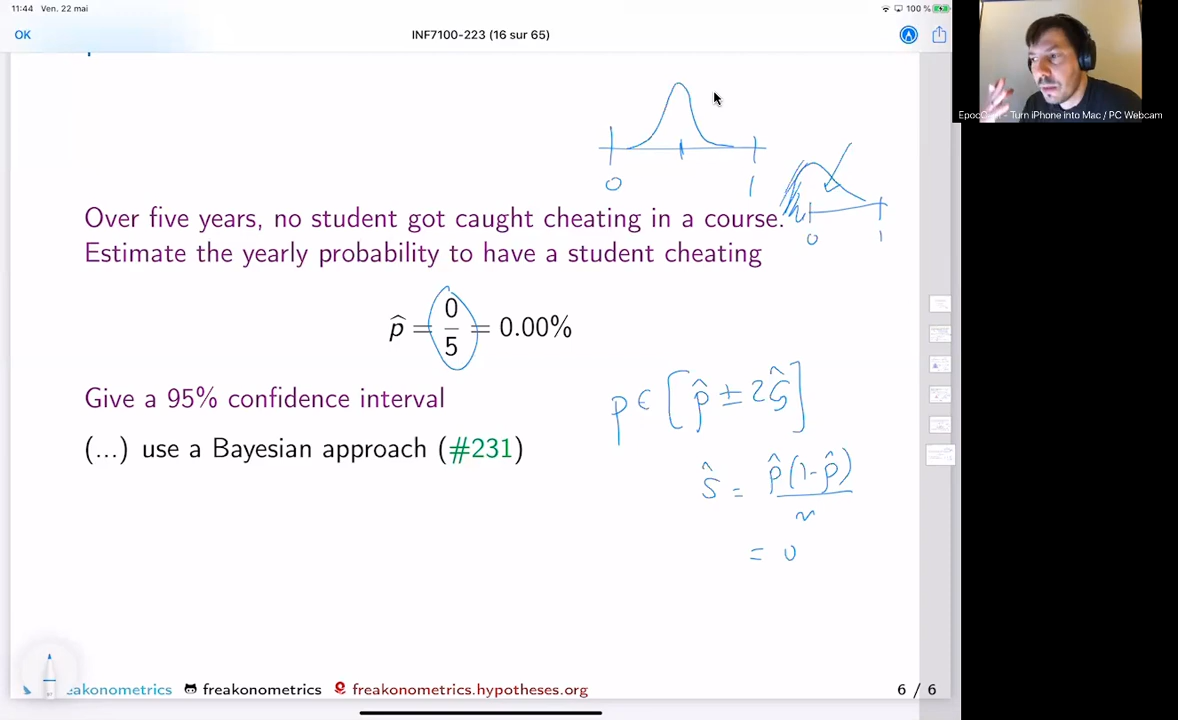 11:44 Ven. 22 mai
100 %
OK
INF7100-223 (16 sur 65)
EpocCam - Turn iPhone into Mac / PC Webcam
0 1
0 1
Over five years, no student got caught cheating in a course.
Estimate the yearly probability to have a student cheating
p̂ = 0/5 = 0.00%
Give a 95% confidence interval
p ∈ [p̂ ± 2ŝ]
(...) use a Bayesian approach (#231)
ŝ = p̂(1-p̂)/n
= 0
akonometrics freakonometrics freakonometrics.hypotheses.org
6 / 6